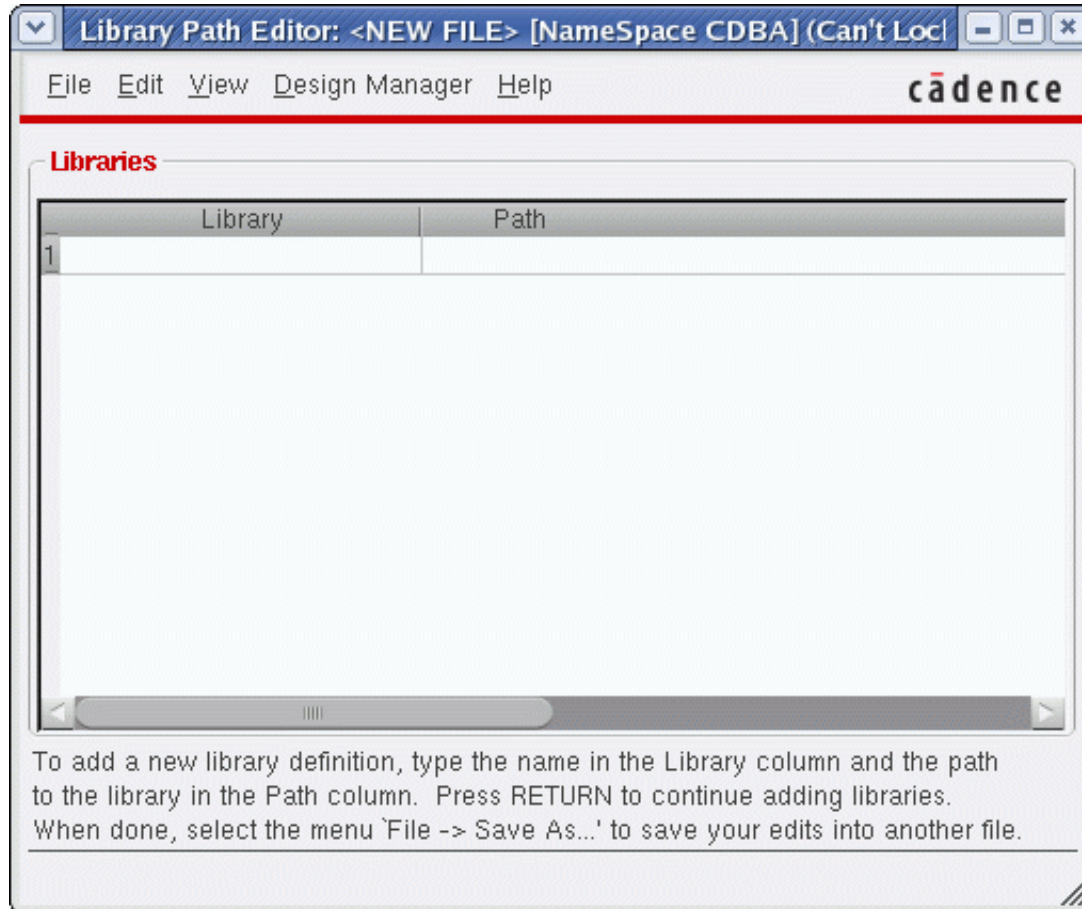 Library Path Editor: <NEW FILE> [NameSpace CDBA] (Can't Loc
File Edit View Design Manager Help cādence
Libraries
Library Path
1
To add a new library definition, type the name in the Library column and the path
to the library in the Path column.  Press RETURN to continue adding libraries.
When done, select the menu `File -> Save As...' to save your edits into another file.